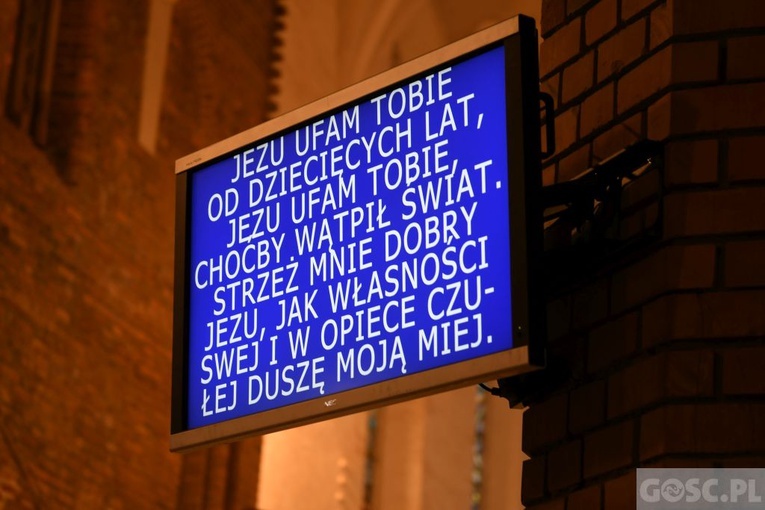 JEZU UFAM TOBIE
OD DZIECIĘCYCH LAT,
JEZU UFAM TOBIE,
CHOĆBY WĄTPIŁ ŚWIAT.
STRZEŻ MNIE DOBRY
JEZU, JAK WŁASNOŚCI
SWEJ I W OPIECE CZU-
ŁEJ DUSZĘ MOJĄ MIEJ.
GOSC.PL